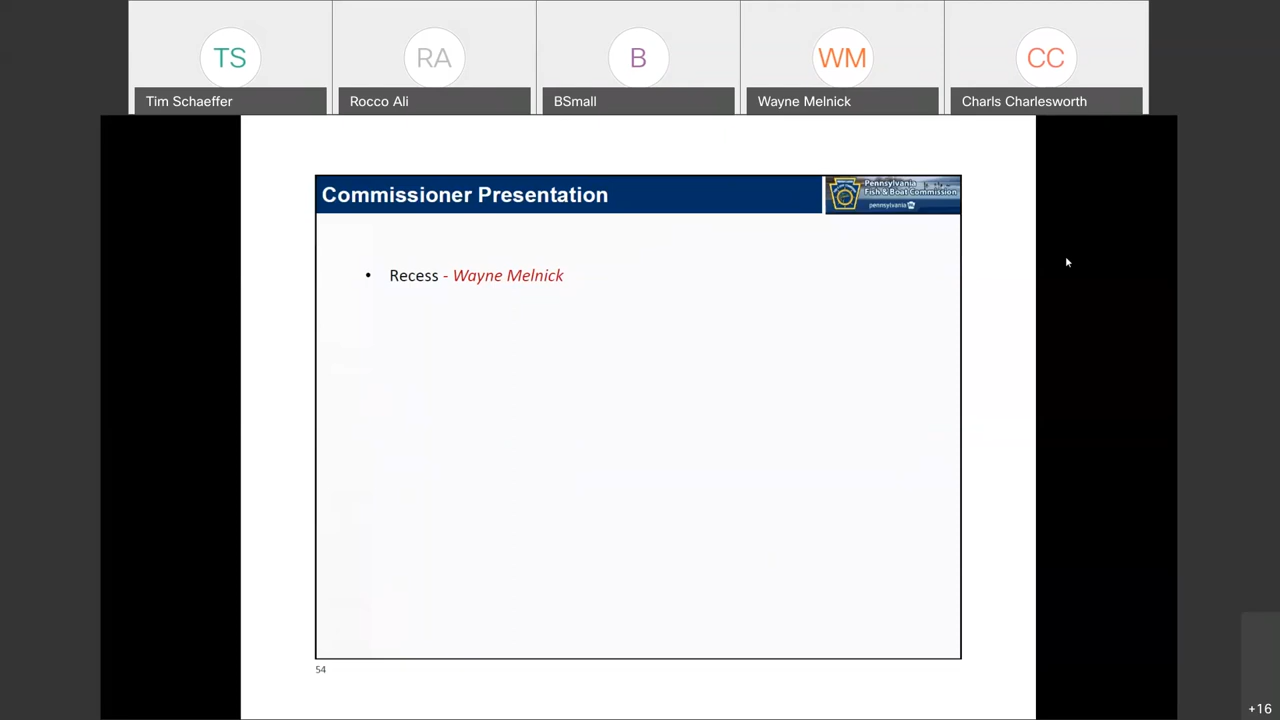 TS
RA
B
WM
CC
Tim Schaeffer
Rocco Ali
BSmall
Wayne Melnick
Charls Charlesworth
Commissioner Presentation
Pennsylvania
Fish & Boat Commission
pennsylvania
• Recess - Wayne Melnick
54
+16